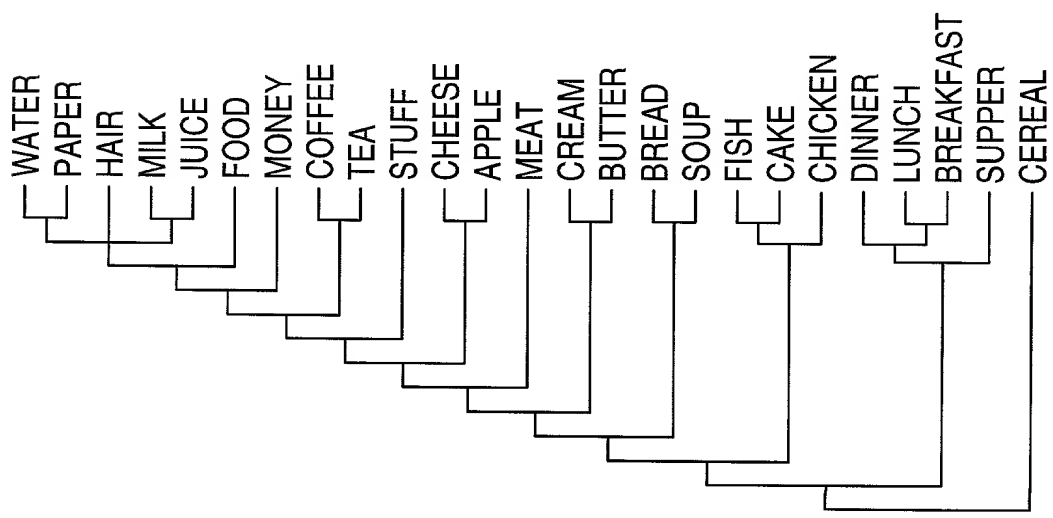 WATER
PAPER
HAIR
MILK
JUICE
FOOD
MONEY
COFFEE
TEA
STUFF
CHEESE
APPLE
MEAT
CREAM
BUTTER
BREAD
SOUP
FISH
CAKE
CHICKEN
DINNER
LUNCH
BREAKFAST
SUPPER
CEREAL